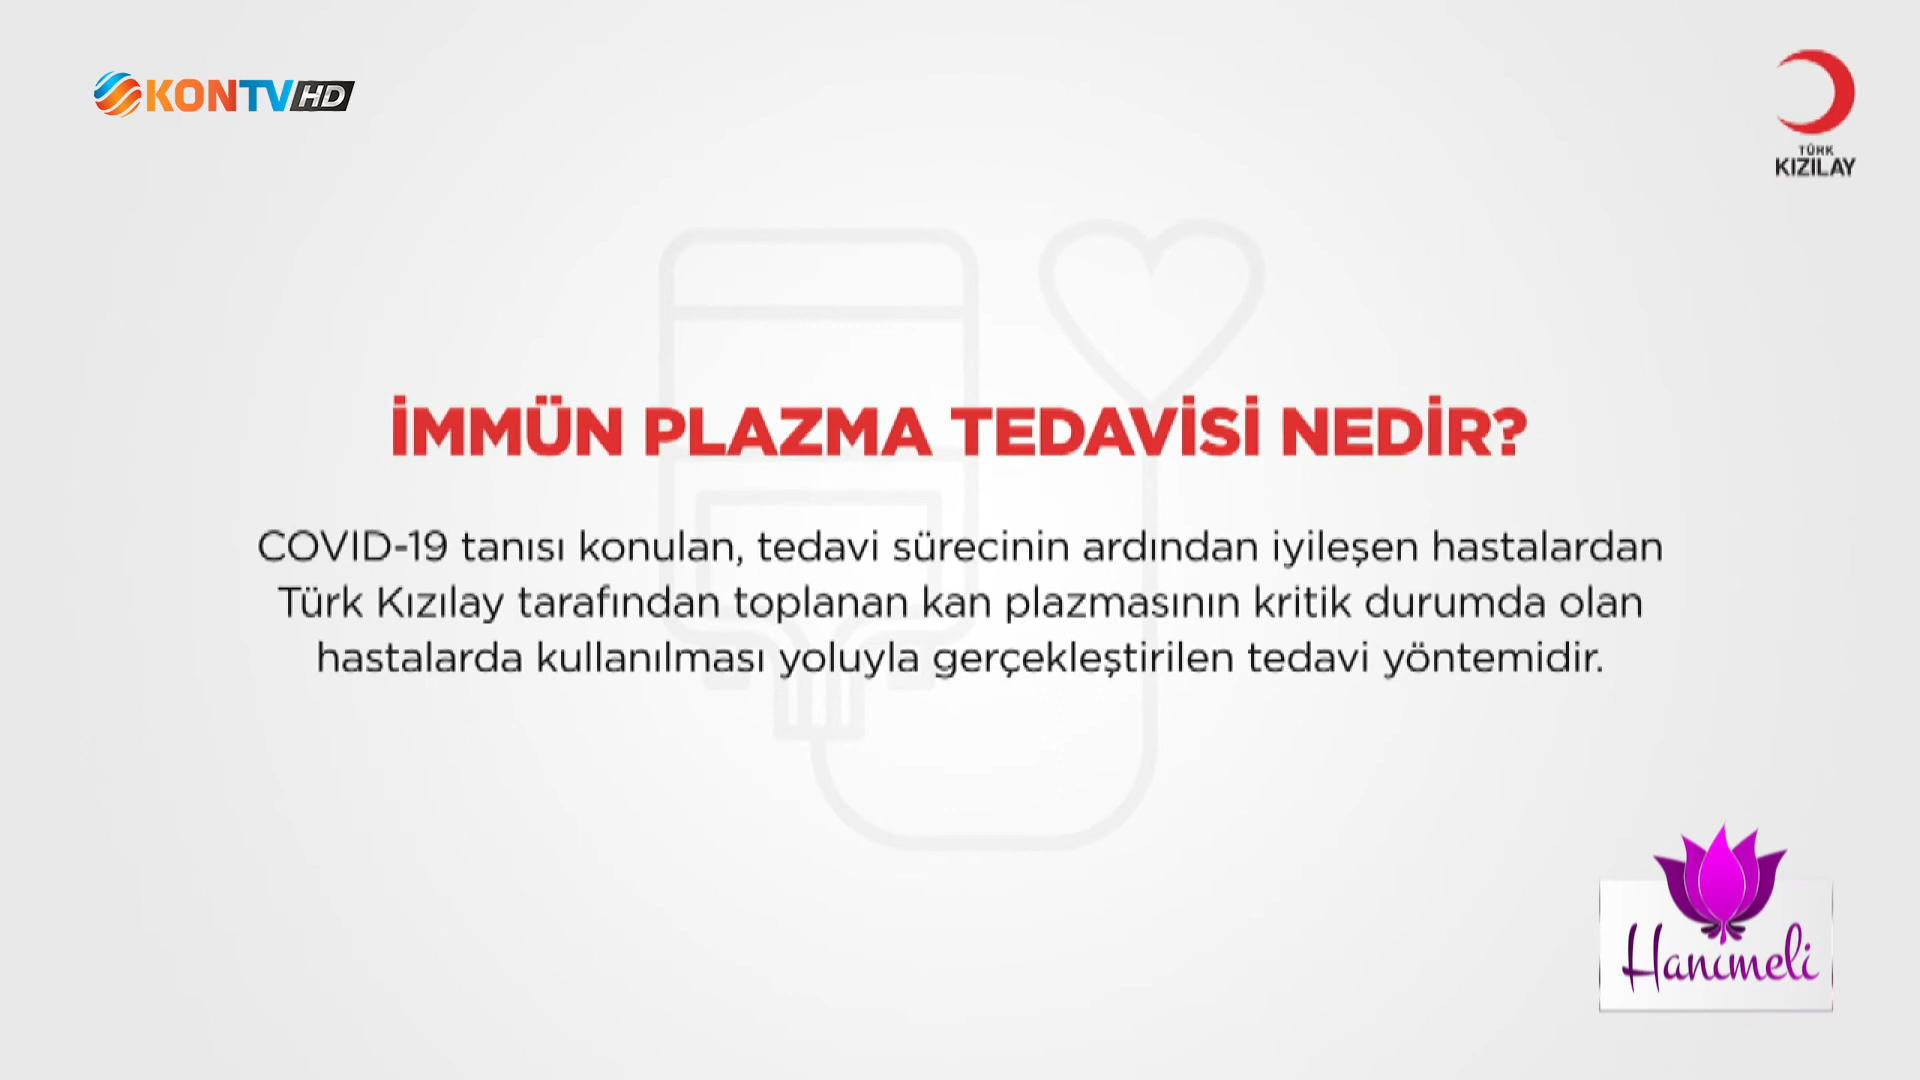 KONTV HD
TÜRK
KIZILAY
İMMÜN PLAZMA TEDAVİSİ NEDİR?
COVID-19 tanısı konulan, tedavi sürecinin ardından iyileşen hastalardan
Türk Kızılay tarafından toplanan kan plazmasının kritik durumda olan
hastalarda kullanılması yoluyla gerçekleştirilen tedavi yöntemidir.
Hanımeli